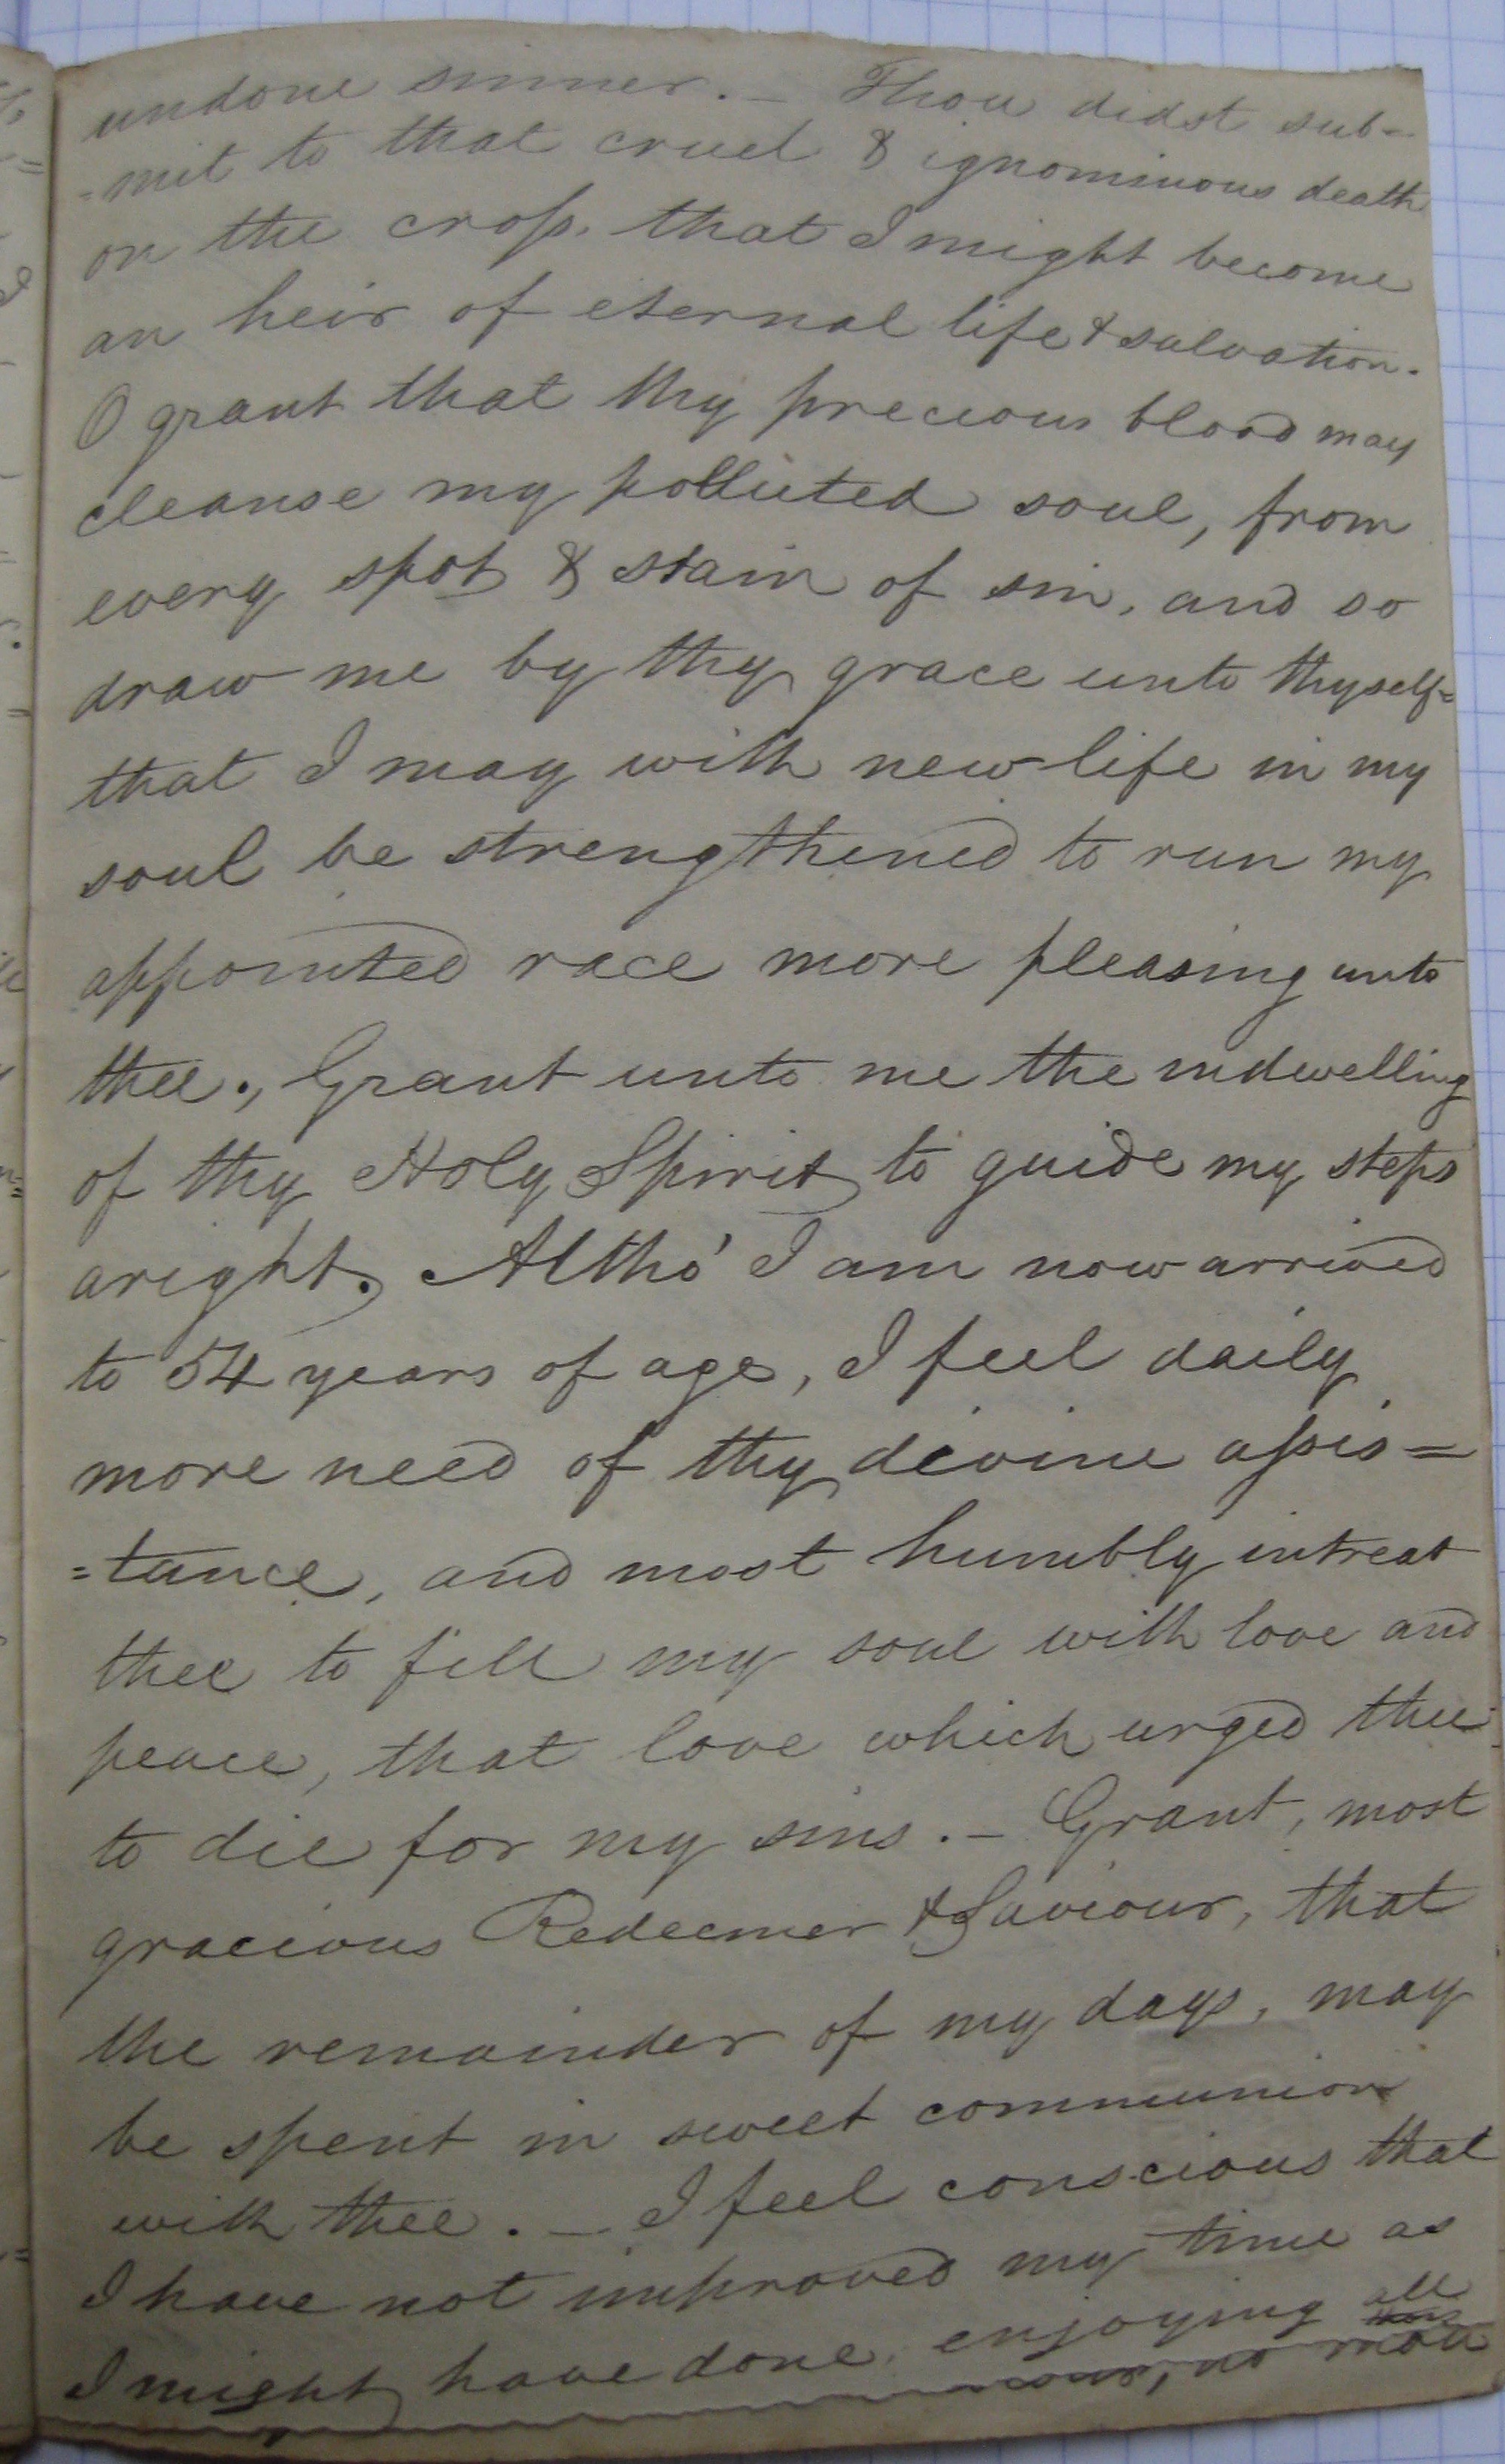 undone sinner. — Thou didst sub-
-mit to that cruel & ignominous death
on the croſs, that I might become
an heir of eternal life & salvation.
O grant that thy precious blood may
cleanse my polluted soul, from
every spot & stain of sin, and so
draw me by thy grace unto thyself=
that I may with new life in my
soul be strengthened to run my
appointed race more pleasing unto
thee., Grant unto me the indwelling
of thy Holy Spirit, to guide my steps
aright. Altho' I am now arrived
to 54 years of age, I feel daily
more need of thy divine aſsis=
=tance, and most humbly intreat
thee to fill my soul with love and
peace, that love which urged thee
to die for my sins. — Grant, most
gracious Redeemer & Saviour, that
the remainder of my days, may
be spent in sweet communion
with thee. — I feel conscious that
I have not improved my time as
all
I might have done, enjoying
no more